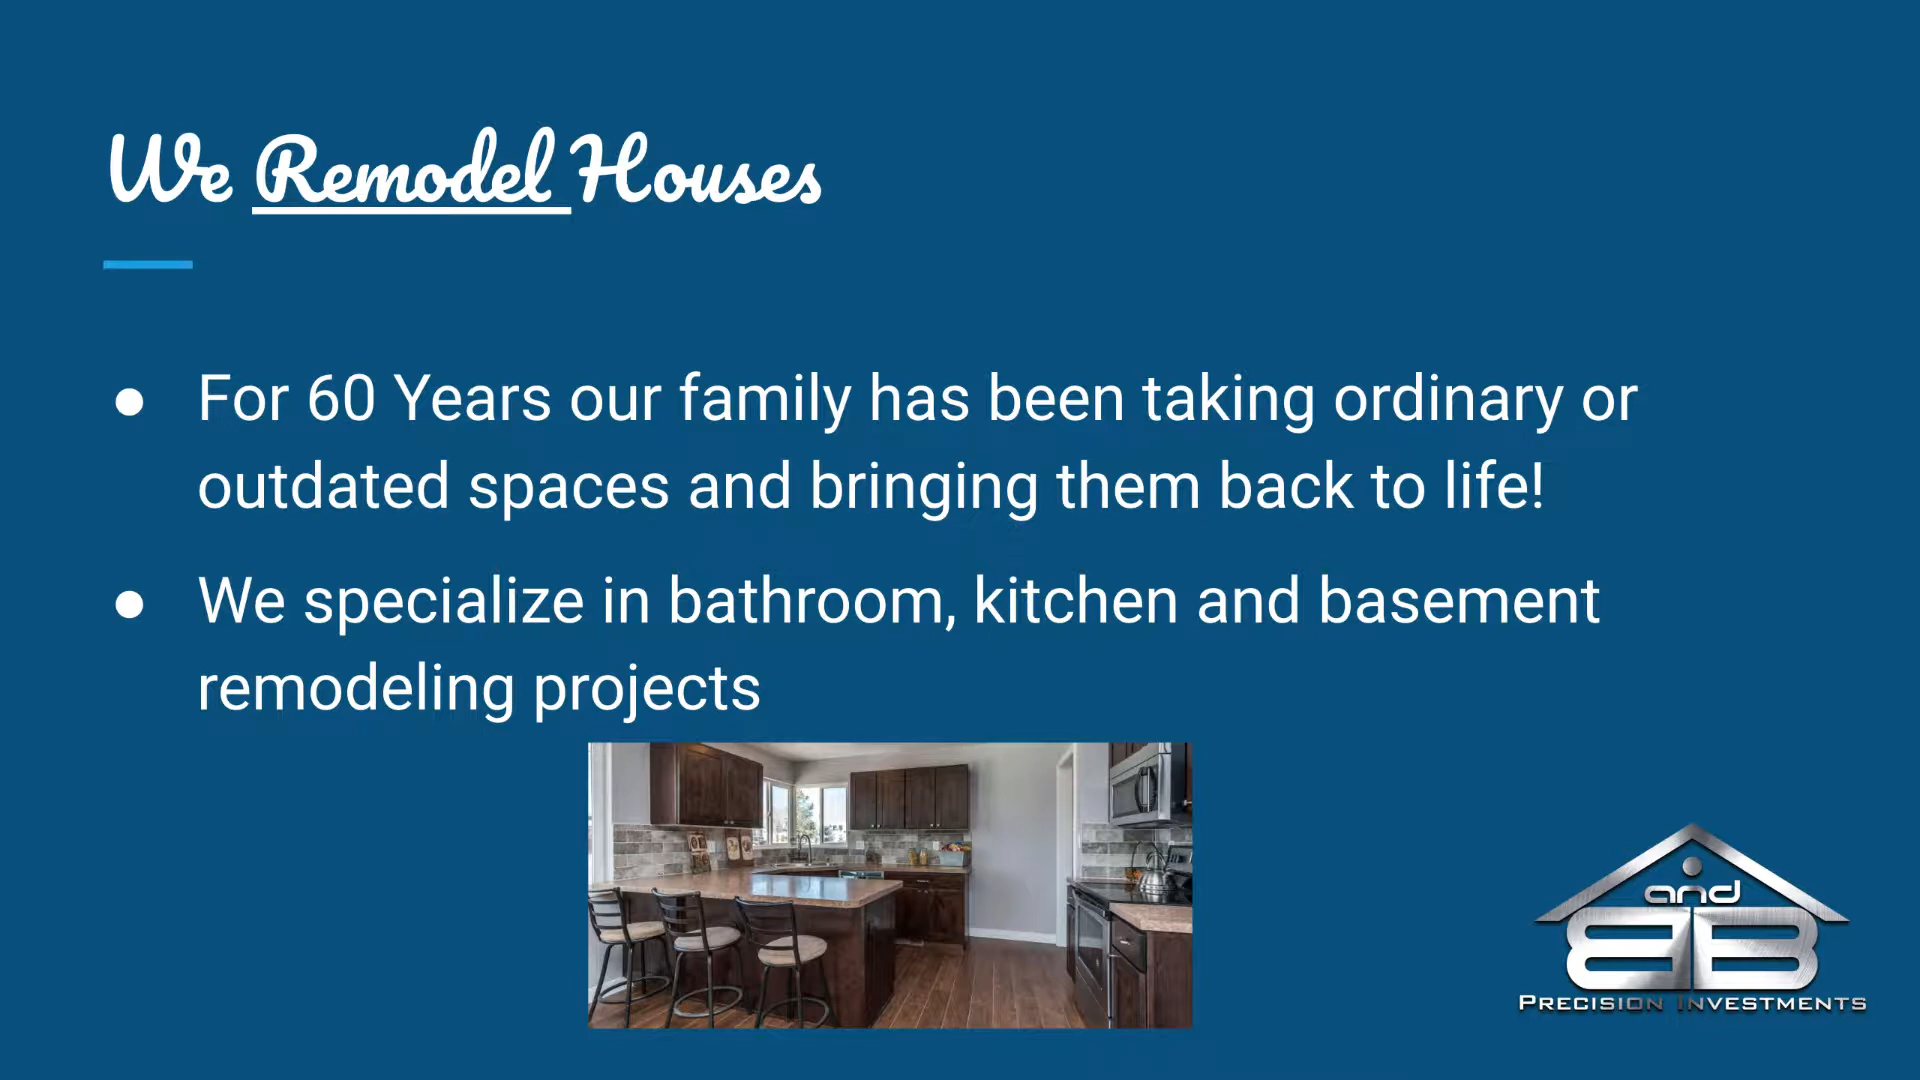 We Remodel Houses
● For 60 Years our family has been taking ordinary or
outdated spaces and bringing them back to life!
● We specialize in bathroom, kitchen and basement
remodeling projects
and
BB
PRECISION INVESTMENTS